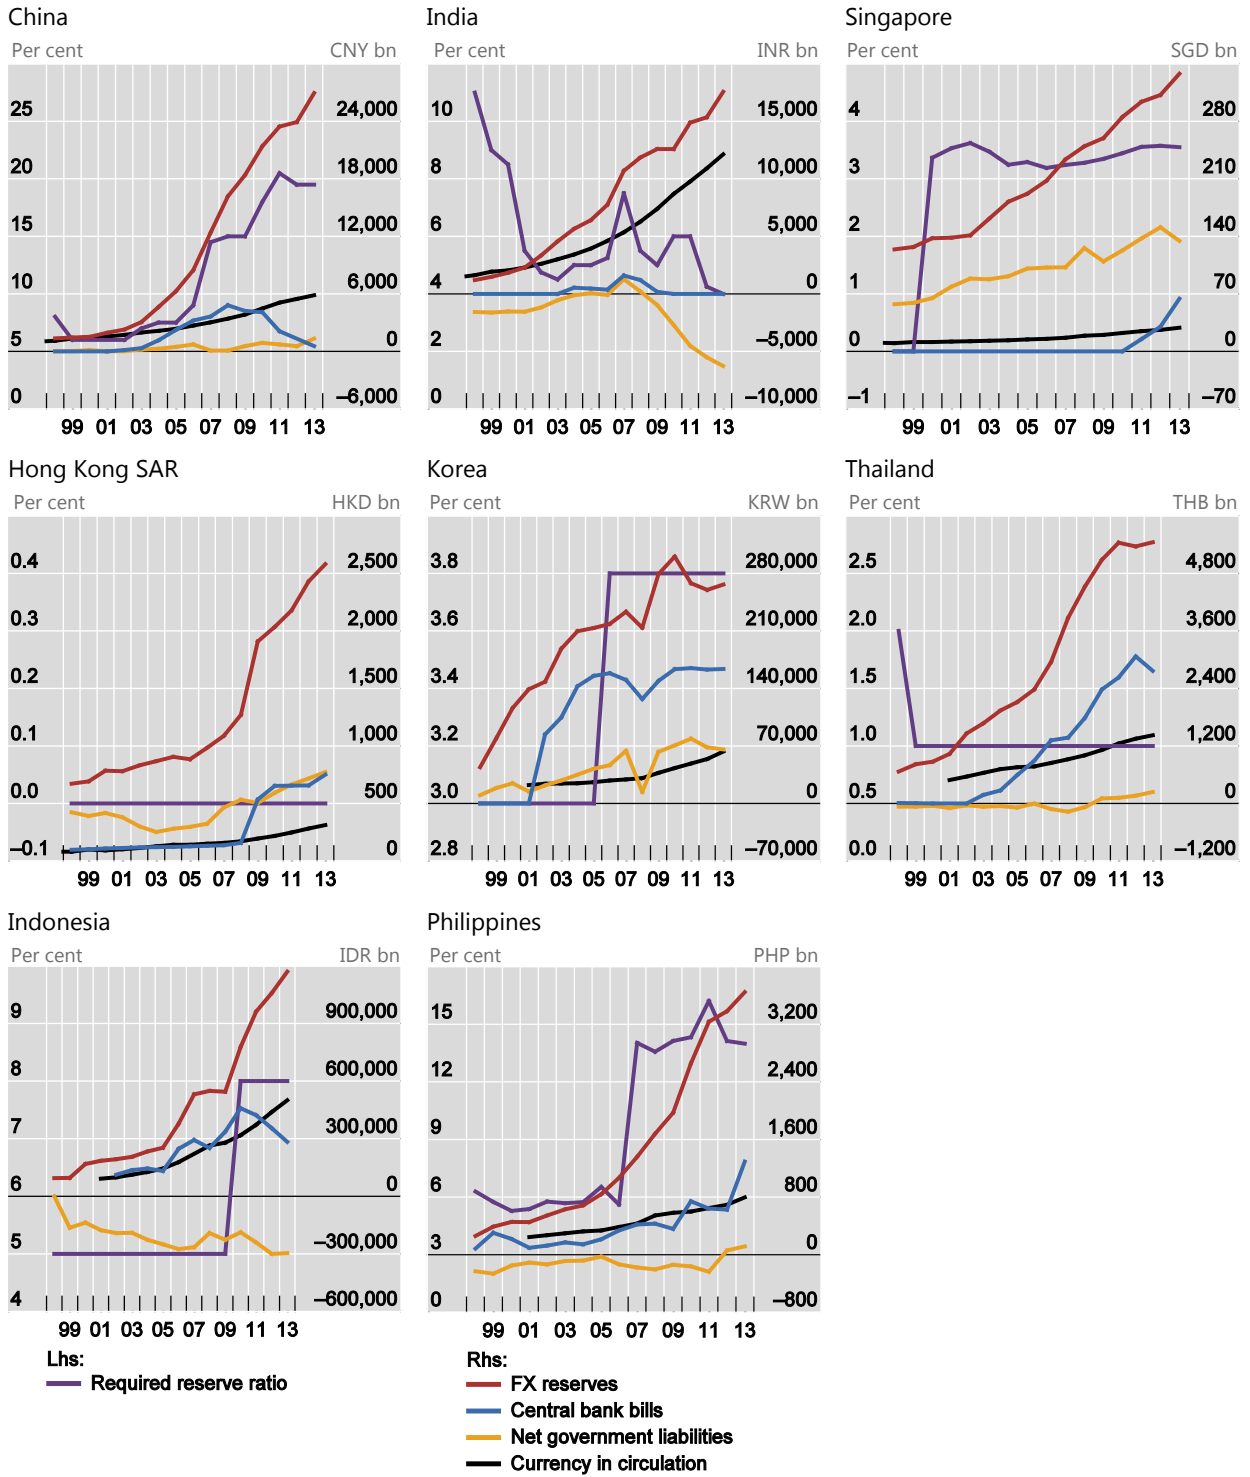 China
Per cent CNY bn
25 24,000
20 18,000
15 12,000
10 6,000
5 0
0 –6,000
99 01 03 05 07 09 11 13
India
Per cent INR bn
10 15,000
8 10,000
6 5,000
4 0
2 –5,000
0 –10,000
99 01 03 05 07 09 11 13
Singapore
Per cent SGD bn
4 280
3 210
2 140
1 70
0 0
–1 –70
99 01 03 05 07 09 11 13
Hong Kong SAR
Per cent HKD bn
0.4 2,500
0.3 2,000
0.2 1,500
0.1 1,000
0.0 500
–0.1 0
99 01 03 05 07 09 11 13
Korea
Per cent KRW bn
3.8 280,000
3.6 210,000
3.4 140,000
3.2 70,000
3.0 0
2.8 –70,000
99 01 03 05 07 09 11 13
Thailand
Per cent THB bn
2.5 4,800
2.0 3,600
1.5 2,400
1.0 1,200
0.5 0
0.0 –1,200
99 01 03 05 07 09 11 13
Indonesia
Per cent IDR bn
9 900,000
8 600,000
7 300,000
6 0
5 –300,000
4 –600,000
99 01 03 05 07 09 11 13
Philippines
Per cent PHP bn
15 3,200
12 2,400
9 1,600
6 800
3 0
0 –800
99 01 03 05 07 09 11 13
Lhs:
Required reserve ratio
Rhs:
FX reserves
Central bank bills
Net government liabilities
Currency in circulation